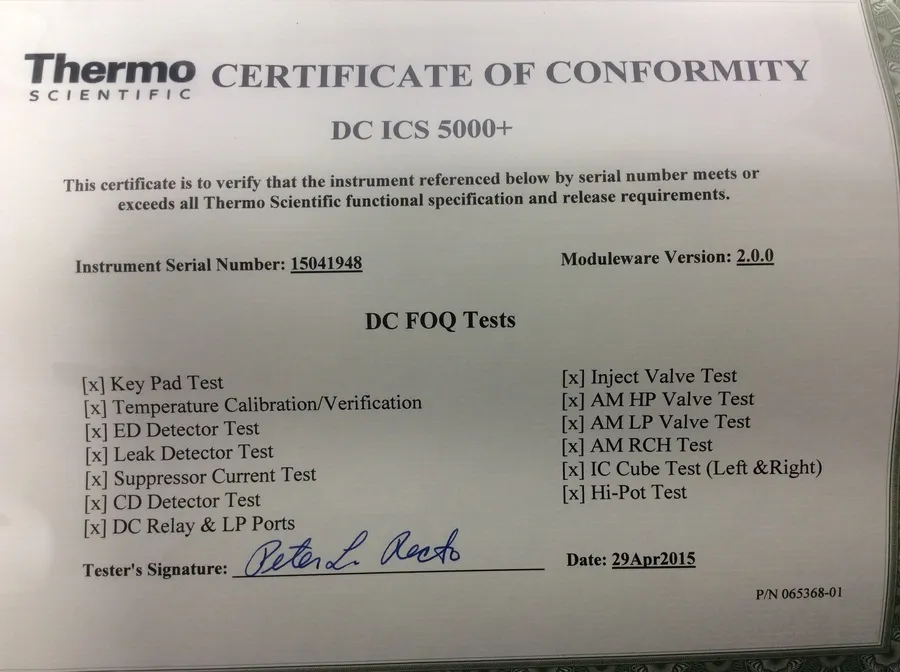 Thermo
SCIENTIFIC
CERTIFICATE OF CONFORMITY
DC ICS 5000+
This certificate is to verify that the instrument referenced below by serial number meets or
exceeds all Thermo Scientific functional specification and release requirements.
Instrument Serial Number: 15041948
Moduleware Version: 2.0.0
DC FOQ Tests
[x] Key Pad Test
[x] Temperature Calibration/Verification
[x] ED Detector Test
[x] Leak Detector Test
[x] Suppressor Current Test
[x] CD Detector Test
[x] DC Relay & LP Ports
[x] Inject Valve Test
[x] AM HP Valve Test
[x] AM LP Valve Test
[x] AM RCH Test
[x] IC Cube Test (Left &Right)
[x] Hi-Pot Test
Tester's Signature: Peter L. Recto
Date: 29Apr2015
P/N 065368-01